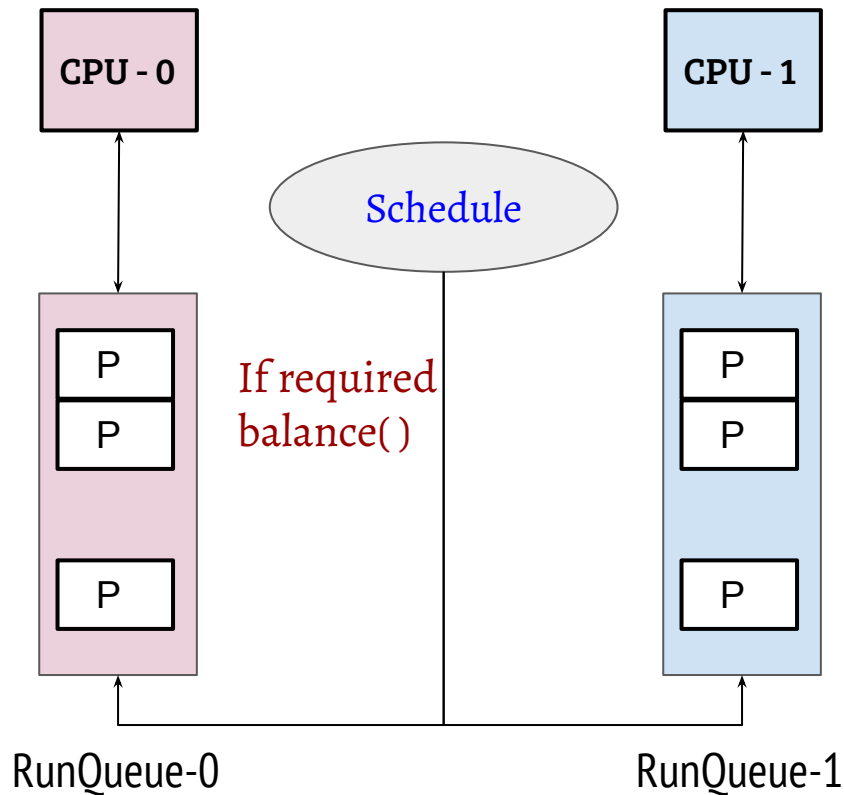 CPU - 0
CPU - 1
Schedule
If required
balance( )
P
P
P
P
P
P
RunQueue-0
RunQueue-1